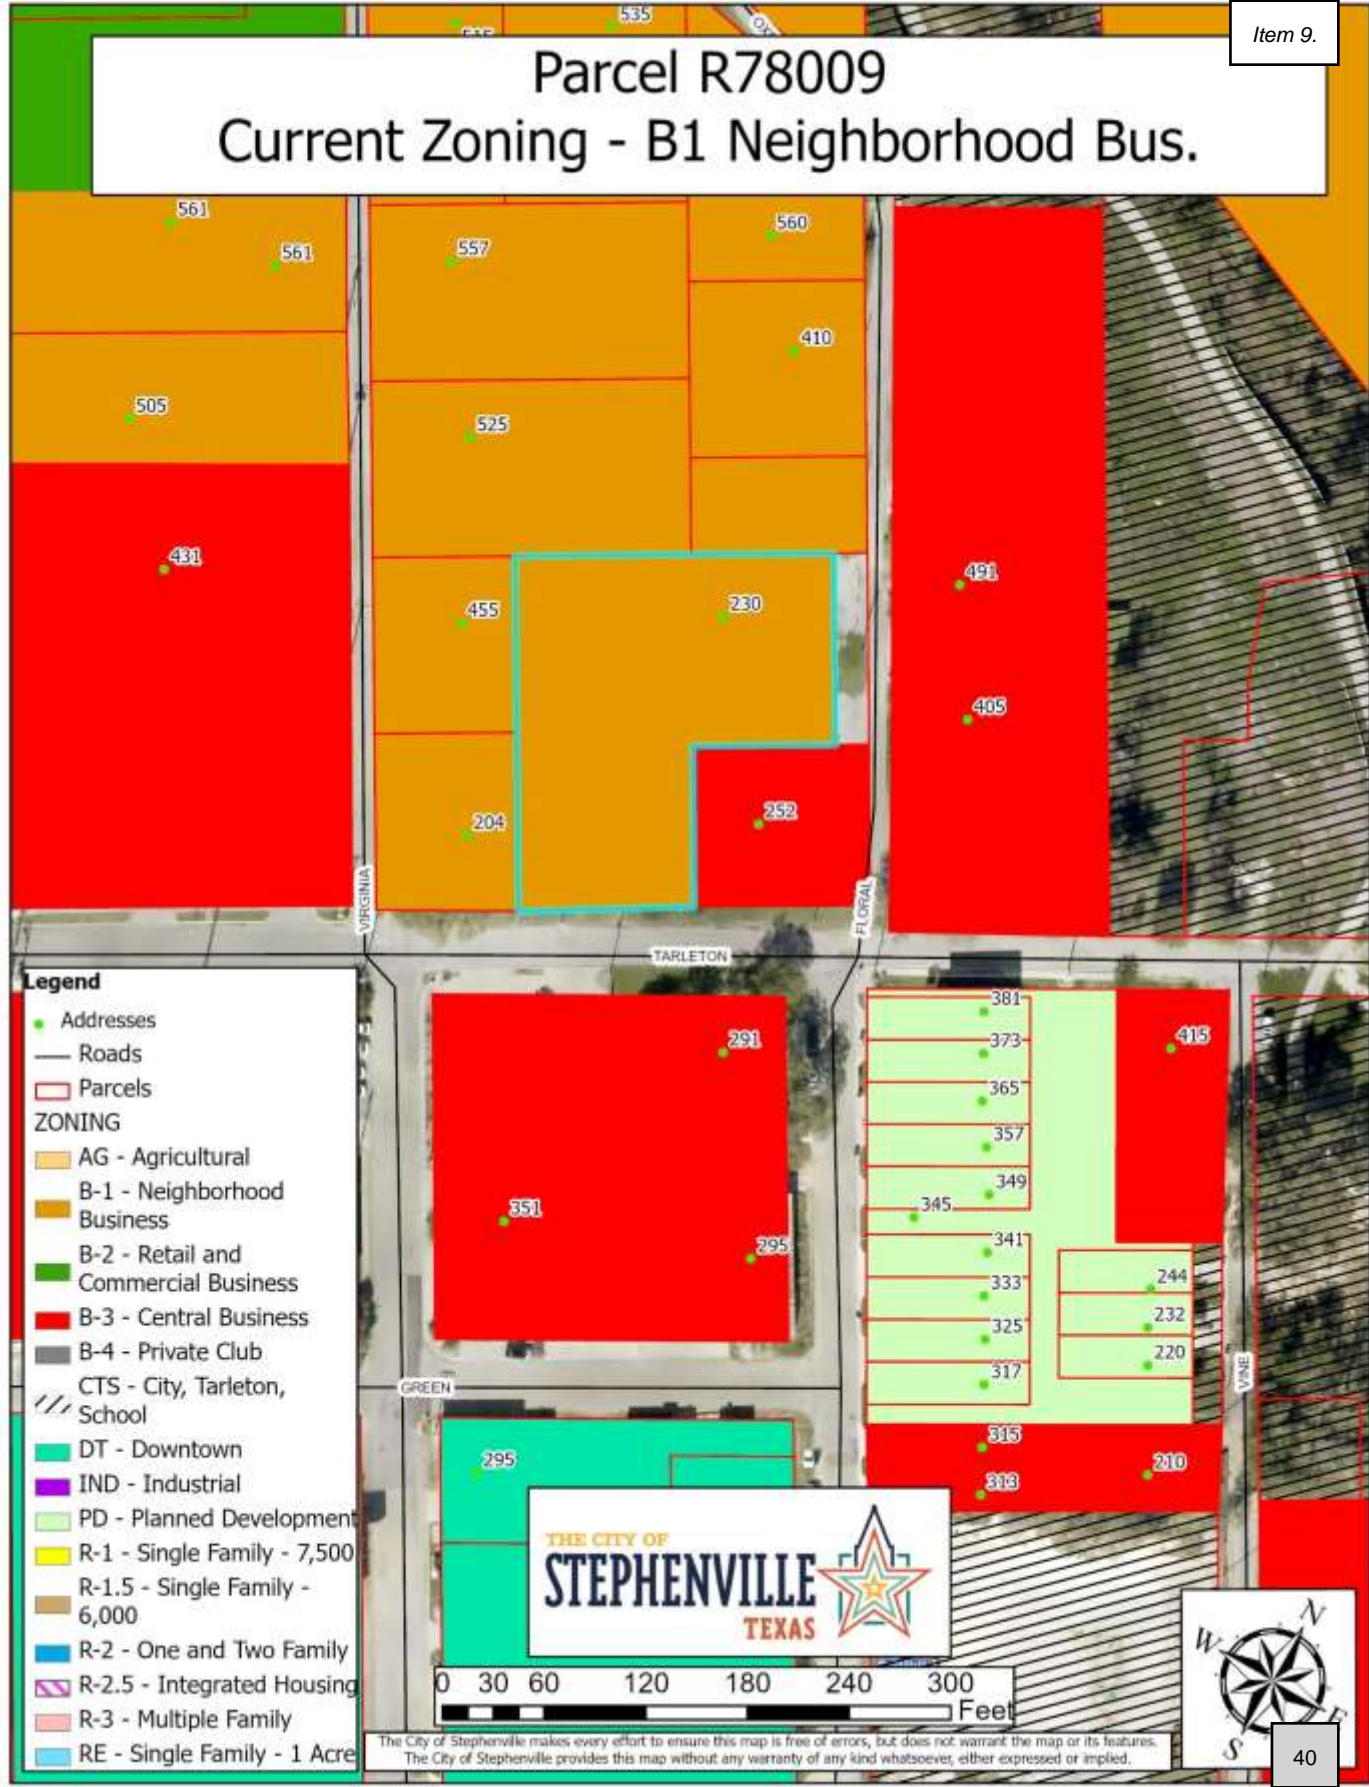 Item 9.
535
Parcel R78009
Current Zoning - B1 Neighborhood Bus.
561
561
557
560
410
505
525
431
455
230
491
405
204
252
VIRGINIA
FLORAL
TARLETON
Legend
Addresses
Roads
Parcels
ZONING
AG - Agricultural
B-1 - Neighborhood
Business
B-2 - Retail and
Commercial Business
B-3 - Central Business
B-4 - Private Club
CTS - City, Tarleton,
School
DT - Downtown
IND - Industrial
PD - Planned Development
R-1 - Single Family - 7,500
R-1.5 - Single Family -
6,000
R-2 - One and Two Family
R-2.5 - Integrated Housing
R-3 - Multiple Family
RE - Single Family - 1 Acre
291
351
295
381
373
365
357
349
345
341
333
325
317
415
244
232
220
GREEN
VINE
315
313
210
295
THE CITY OF
STEPHENVILLE
TEXAS
0 30 60 120 180 240 300
Feet
The City of Stephenville makes every effort to ensure this map is free of errors, but does not warrant the map or its features.
The City of Stephenville provides this map without any warranty of any kind whatsoever, either expressed or implied.
N
W
E
S
40